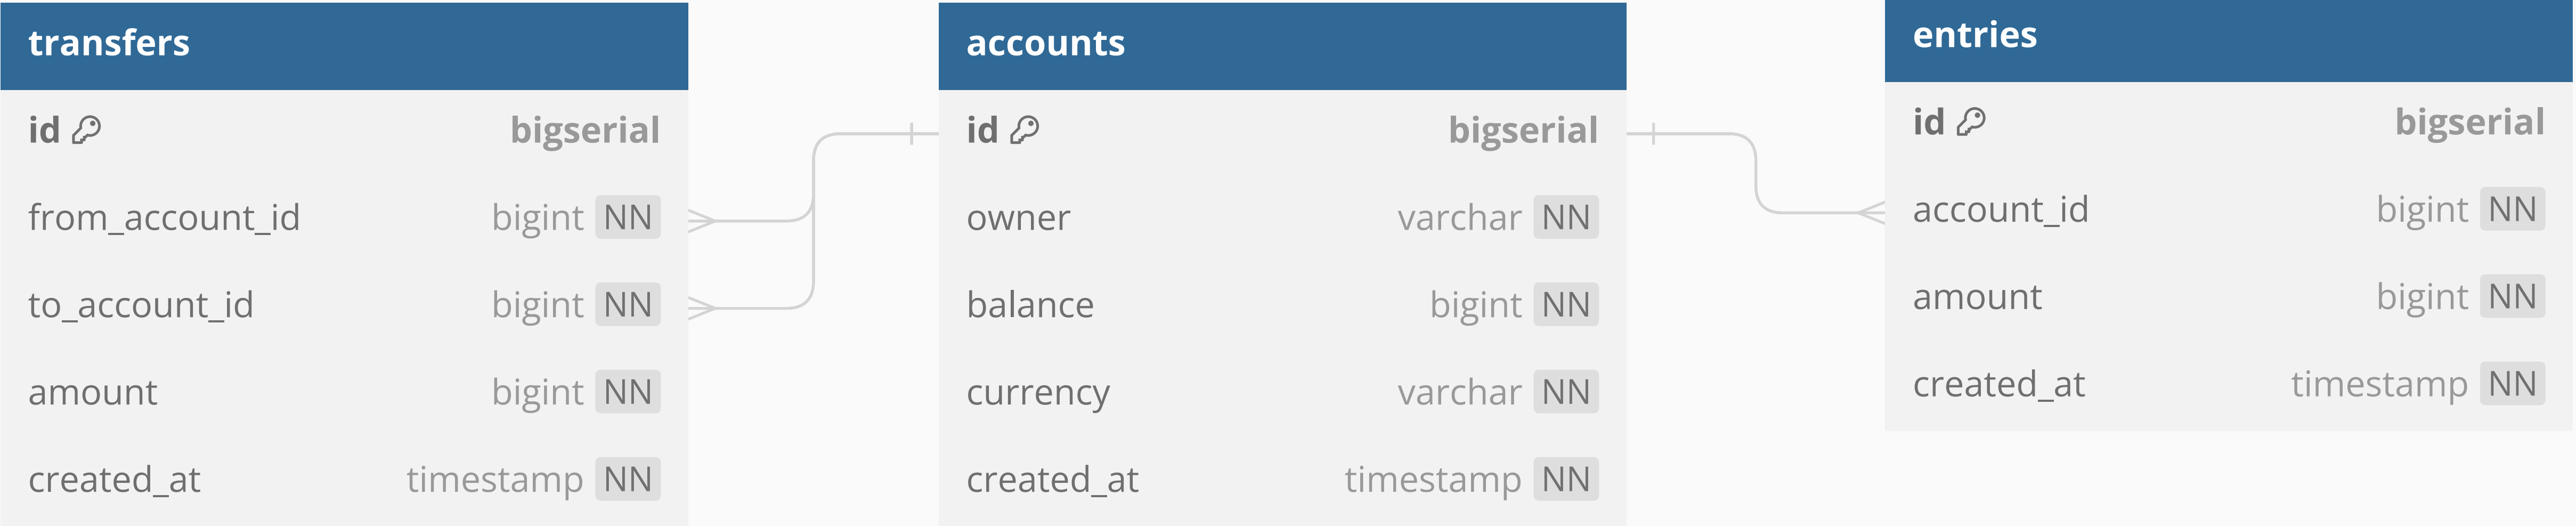 transfers
id bigserial
from_account_id bigint NN
to_account_id bigint NN
amount bigint NN
created_at timestamp NN
accounts
id bigserial
owner varchar NN
balance bigint NN
currency varchar NN
created_at timestamp NN
entries
id bigserial
account_id bigint NN
amount bigint NN
created_at timestamp NN